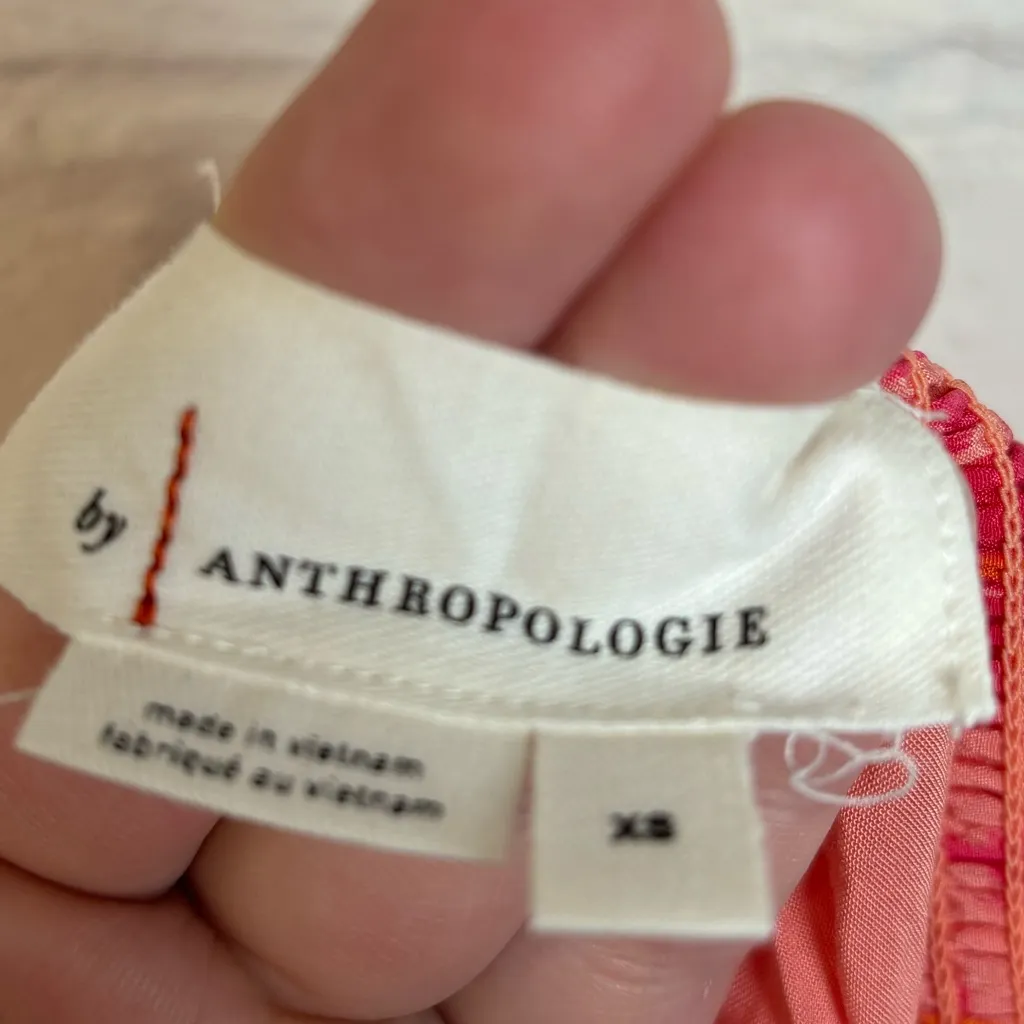 by ANTHROPOLOGIE
made in vietnam
fabriqué au vietnam
XS